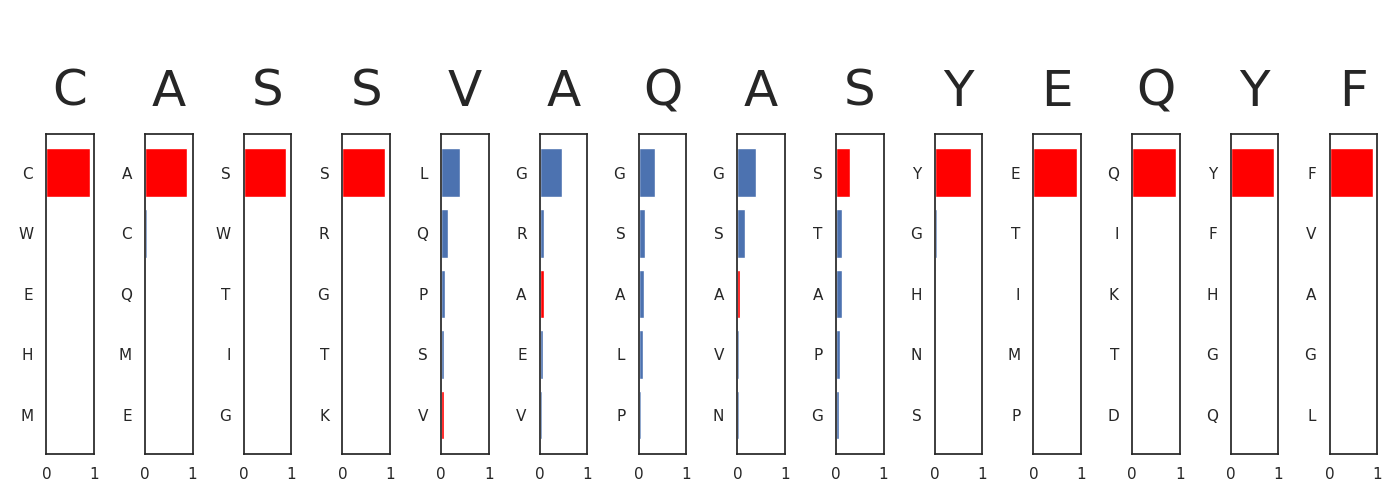 C A S S V A Q A S Y E Q Y F
C A S S L G G G S Y E Q Y F
W C W R Q R S S T G T I F V
E Q T G P A A A A H I K H A
H M I T S E L V P N M T G G
M E G K V V P N G S P D Q L
0 1 0 1 0 1 0 1 0 1 0 1 0 1 0 1 0 1 0 1 0 1 0 1 0 1 0 1